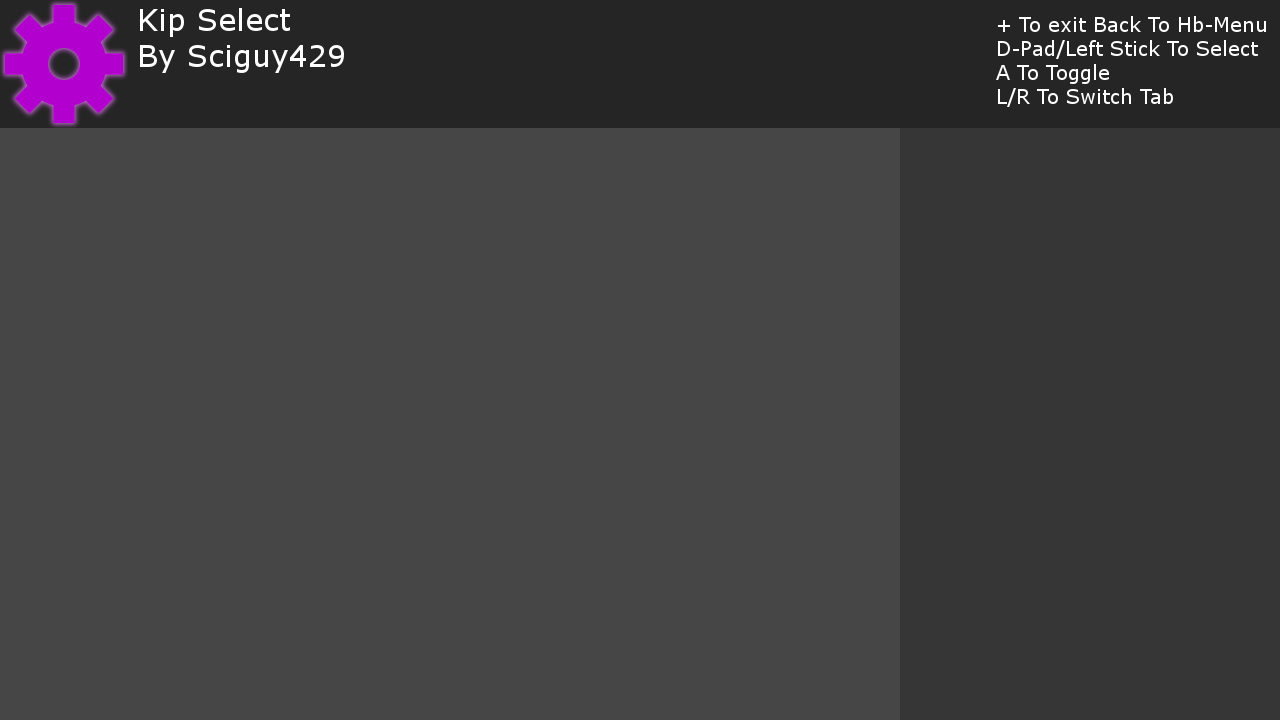 Kip Select
By Sciguy429
+ To exit Back To Hb-Menu
D-Pad/Left Stick To Select
A To Toggle
L/R To Switch Tab